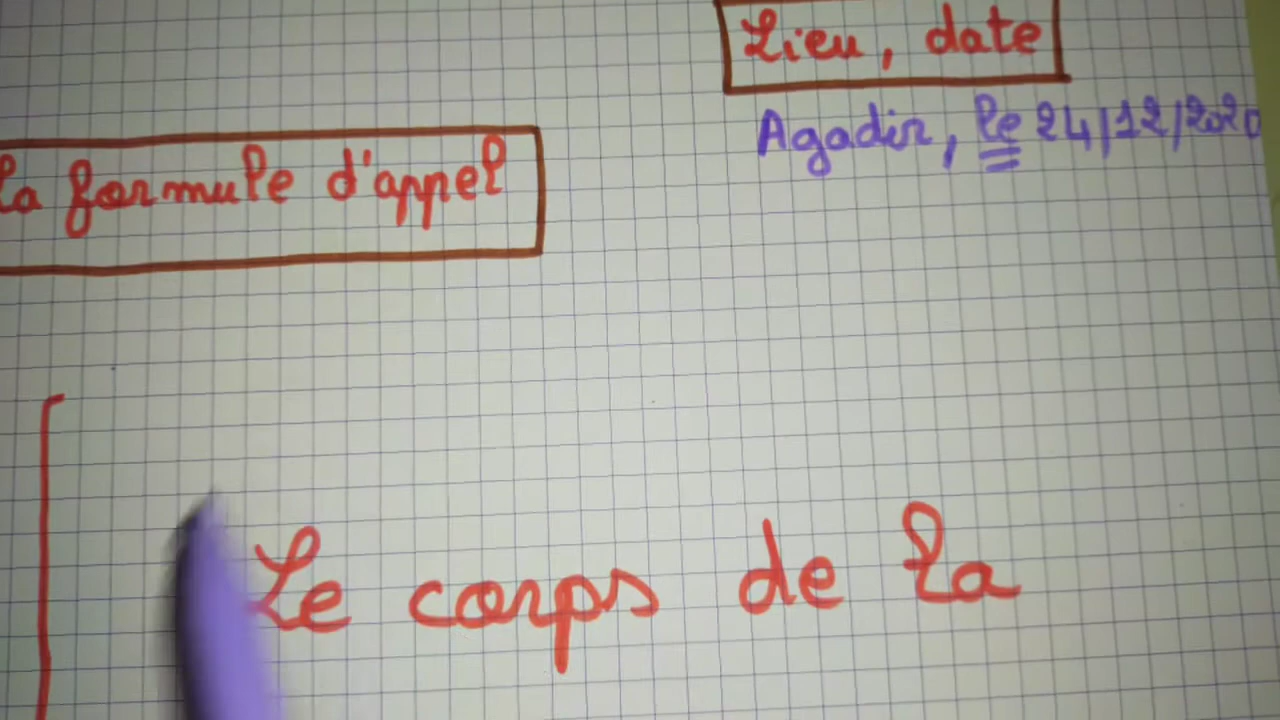 Lieu, date
Agadir, le 24/12/2020
la formule d'appel
Le corps de la